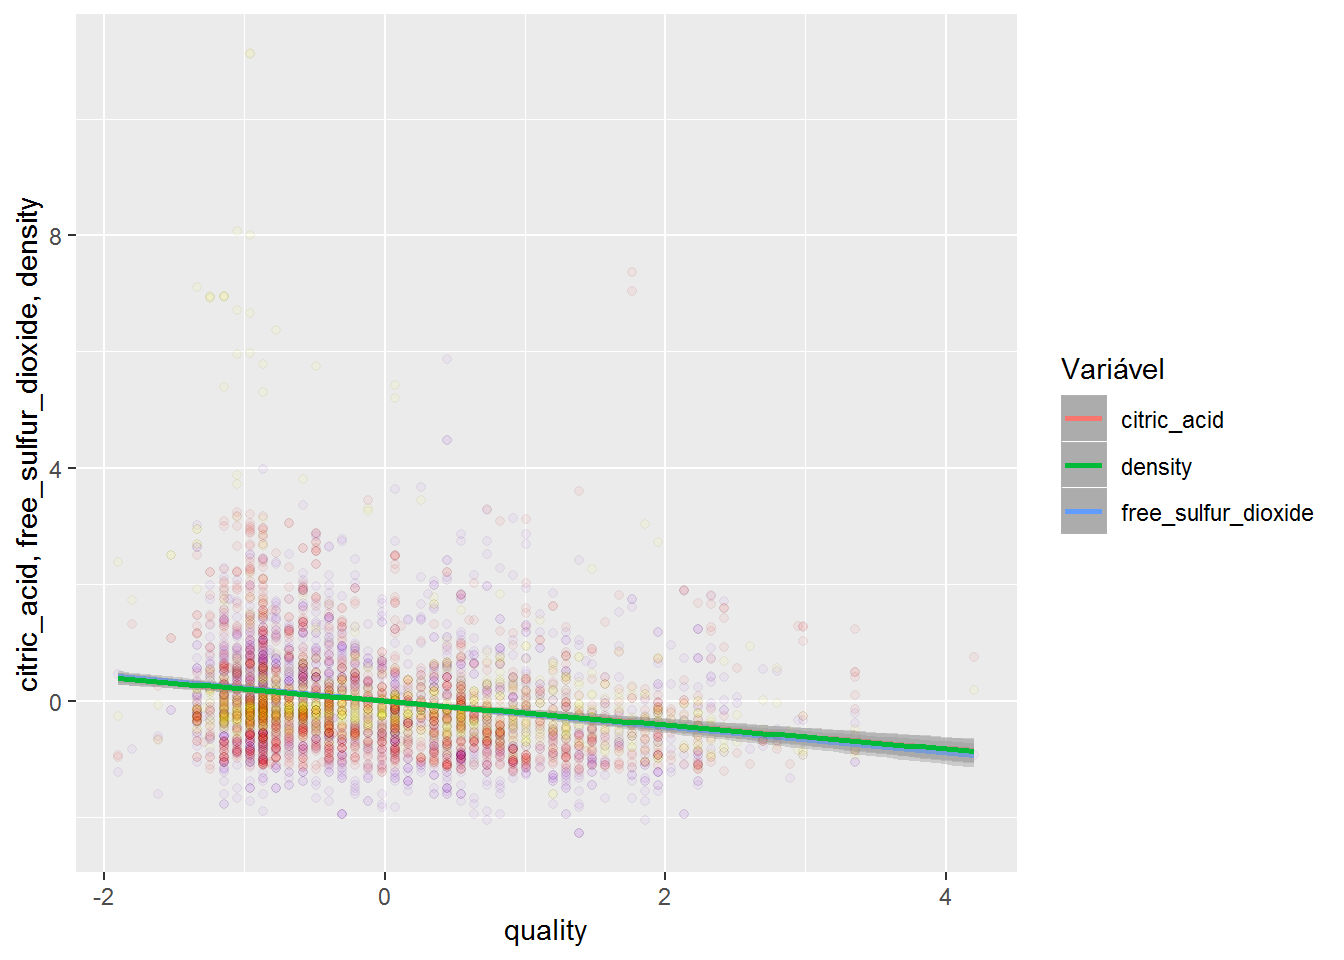 citric_acid, free_sulfur_dioxide, density
8
4
0
-2
0
2
4
quality
Variável
citric_acid
density
free_sulfur_dioxide